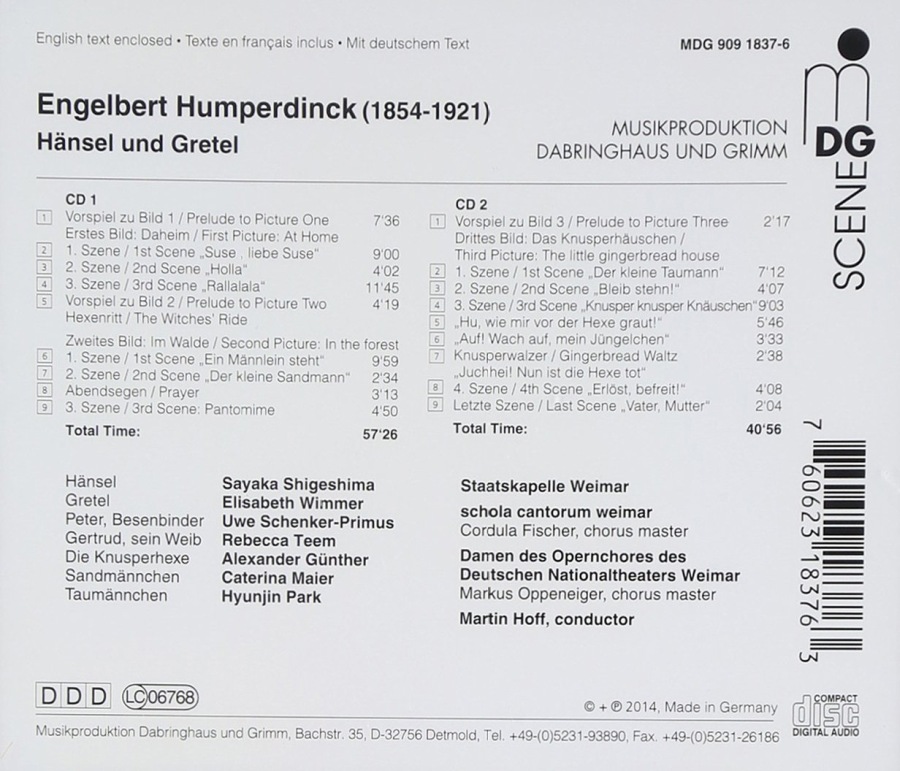 English text enclosed • Texte en français inclus • Mit deutschem Text
MDG 909 1837-6
Engelbert Humperdinck (1854-1921)
Hänsel und Gretel
MUSIKPRODUKTION
DABRINGHAUS UND GRIMM
DG
SCENE
CD 1
1 Vorspiel zu Bild 1 / Prelude to Picture One 7'36
Erstes Bild: Daheim / First Picture: At Home
2 1. Szene / 1st Scene „Suse , liebe Suse“ 9'00
3 2. Szene / 2nd Scene „Holla“ 4'02
4 3. Szene / 3rd Scene „Rallalala“ 11'45
5 Vorspiel zu Bild 2 / Prelude to Picture Two 4'19
Hexenritt / The Witches' Ride
Zweites Bild: Im Walde / Second Picture: In the forest
6 1. Szene / 1st Scene „Ein Männlein steht“ 9'59
7 2. Szene / 2nd Scene „Der kleine Sandmann“ 2'34
8 Abendsegen / Prayer 3'13
9 3. Szene / 3rd Scene: Pantomime 4'50
Total Time: 57'26
CD 2
1 Vorspiel zu Bild 3 / Prelude to Picture Three 2'17
Drittes Bild: Das Knusperhäuschen /
Third Picture: The little gingerbread house
2 1. Szene / 1st Scene „Der kleine Taumann“ 7'12
3 2. Szene / 2nd Scene „Bleib stehn!“ 4'07
4 3. Szene / 3rd Scene „Knusper knusper Knäuschen“ 9'03
5 „Hu, wie mir vor der Hexe graut!“ 5'46
6 „Auf! Wach auf, mein Jüngelchen“ 3'33
7 Knusperwalzer / Gingerbread Waltz 2'38
„Juchhei! Nun ist die Hexe tot“
8 4. Szene / 4th Scene „Erlöst, befreit!“ 4'08
9 Letzte Szene / Last Scene „Vater, Mutter“ 2'04
Total Time: 40'56
Hänsel Sayaka Shigeshima
Gretel Elisabeth Wimmer
Peter, Besenbinder Uwe Schenker-Primus
Gertrud, sein Weib Rebecca Teem
Die Knusperhexe Alexander Günther
Sandmännchen Caterina Maier
Taumännchen Hyunjin Park
Staatskapelle Weimar
schola cantorum weimar
Cordula Fischer, chorus master
Damen des Opernchores des
Deutschen Nationaltheaters Weimar
Markus Oppeneiger, chorus master
Martin Hoff, conductor
7 60623 18376 3
DDD LC 06768
© + ℗ 2014, Made in Germany
COMPACT
disc
DIGITAL AUDIO
Musikproduktion Dabringhaus und Grimm, Bachstr. 35, D-32756 Detmold, Tel. +49-(0)5231-93890, Fax. +49-(0)5231-26186